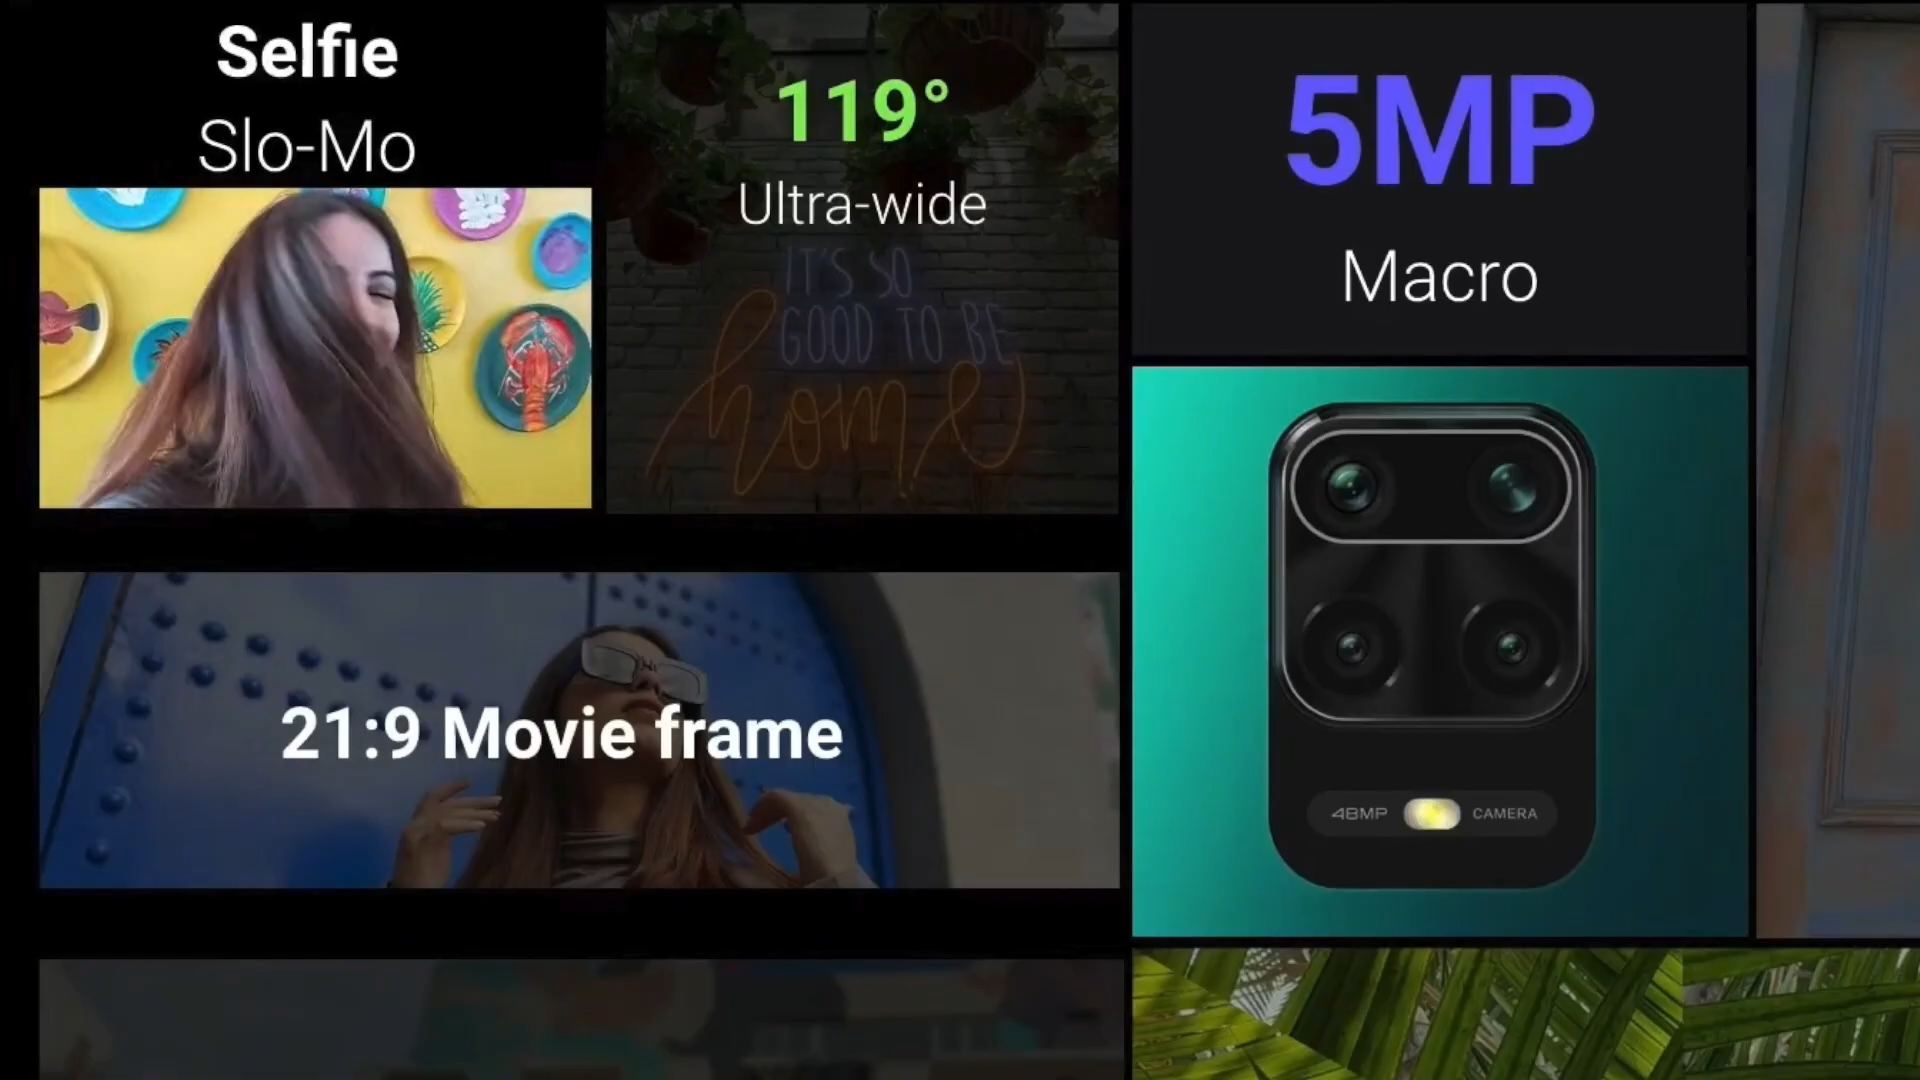 Selfie
Slo-Mo
119°
Ultra-wide
IT'S SO
GOOD TO BE
home
5MP
Macro
21:9 Movie frame
48MP CAMERA